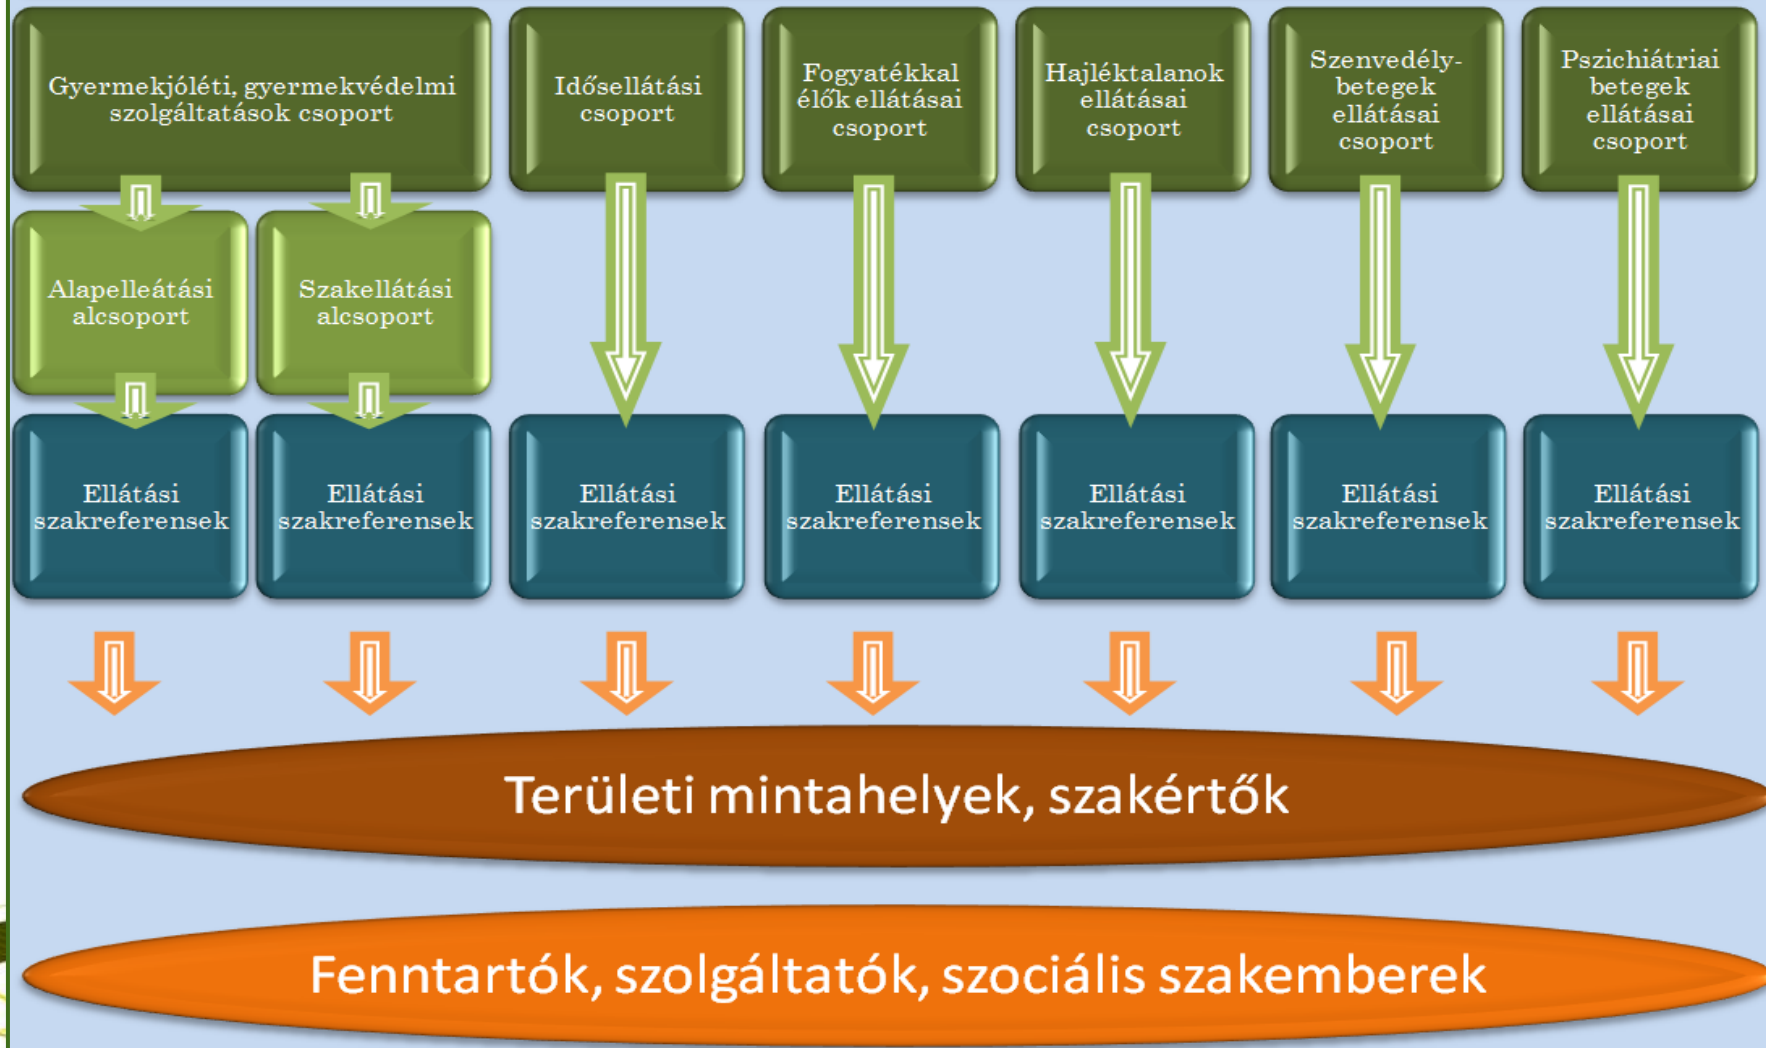 Gyermekjóléti, gyermekvédelmi
szolgáltatások csoport
Idősellátási
csoport
Fogyatékkal
élők ellátásai
csoport
Hajléktalanok
ellátásai
csoport
Szenvedély-
betegek
ellátásai
csoport
Pszichiátriai
betegek
ellátásai
csoport
Alapelleátási
alcsoport
Szakellátási
alcsoport
Ellátási
szakreferensek
Ellátási
szakreferensek
Ellátási
szakreferensek
Ellátási
szakreferensek
Ellátási
szakreferensek
Ellátási
szakreferensek
Ellátási
szakreferensek
Területi mintahelyek, szakértők
Fenntartók, szolgáltatók, szociális szakemberek